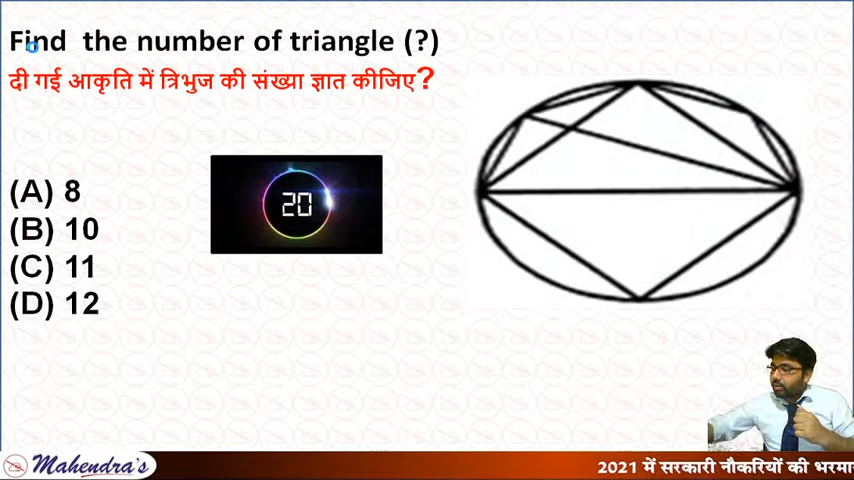 Find the number of triangle (?)
दी गई आकृति में त्रिभुज की संख्या ज्ञात कीजिए?
20
(A) 8
(B) 10
(C) 11
(D) 12
Mahendra's
2021 में सरकारी नौकरियों की भरमार